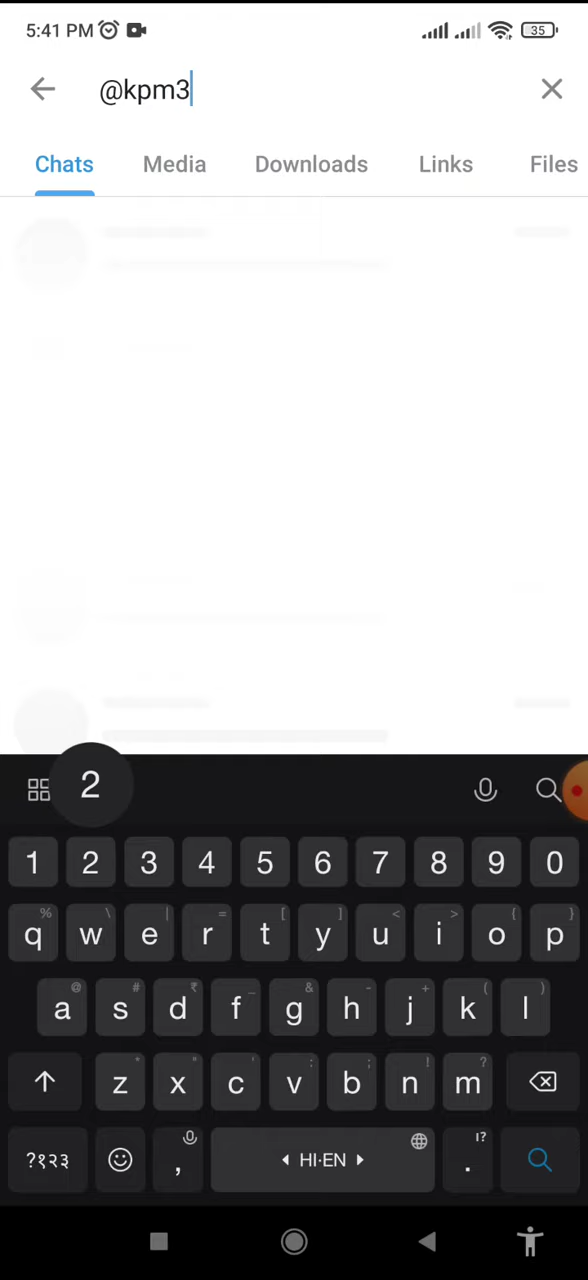 5:41 PM 35
@kpm3
Chats Media Downloads Links Files
2
1 2 3 4 5 6 7 8 9 0
% \ | = [ ] < > { }
q w e r t y u i o p
@ # ₹ _ & - + ( )
a s d f g h j k l
* " ' : ; ! ?
z x c v b n m
?१२३ , HI·EN . !?